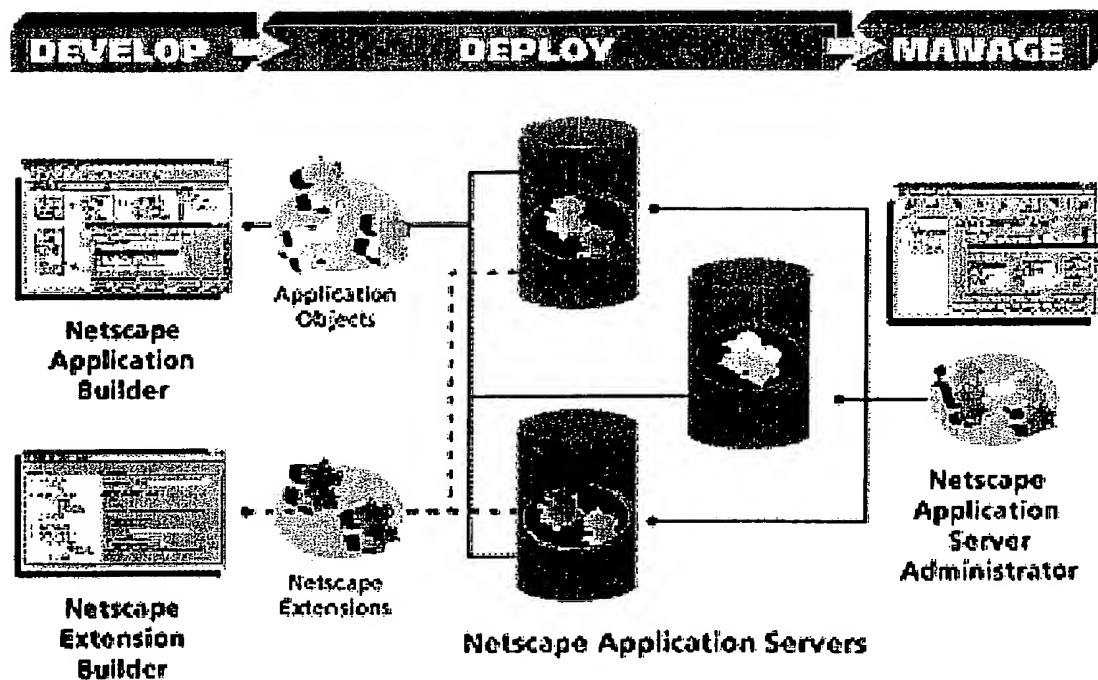 DEVELOP
DEPLOY
MANAGE
Application
Objects
Netscape
Application
Builder
Netscape
Extensions
Netscape
Extension
Builder
Netscape Application Servers
Netscape
Application
Server
Administrator